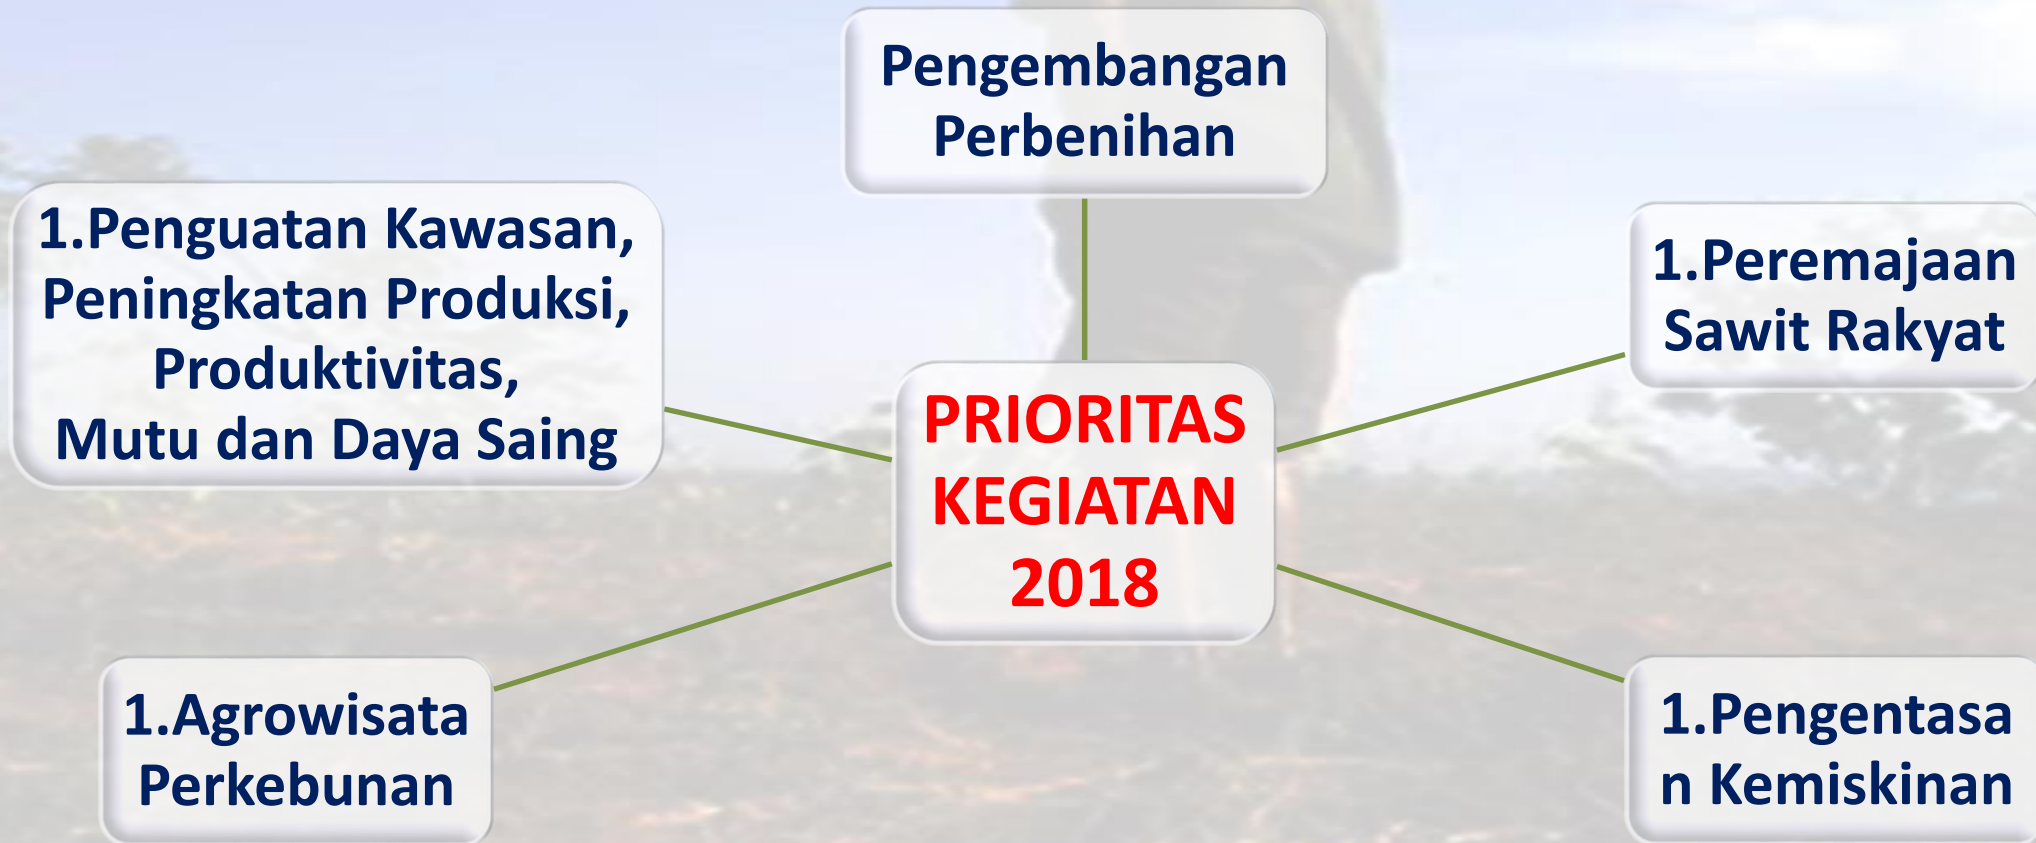 Pengembangan
Perbenihan
1.Penguatan Kawasan,
Peningkatan Produksi,
Produktivitas,
Mutu dan Daya Saing
1.Peremajaan
Sawit Rakyat
PRIORITAS
KEGIATAN
2018
1.Agrowisata
Perkebunan
1.Pengentasa
n Kemiskinan